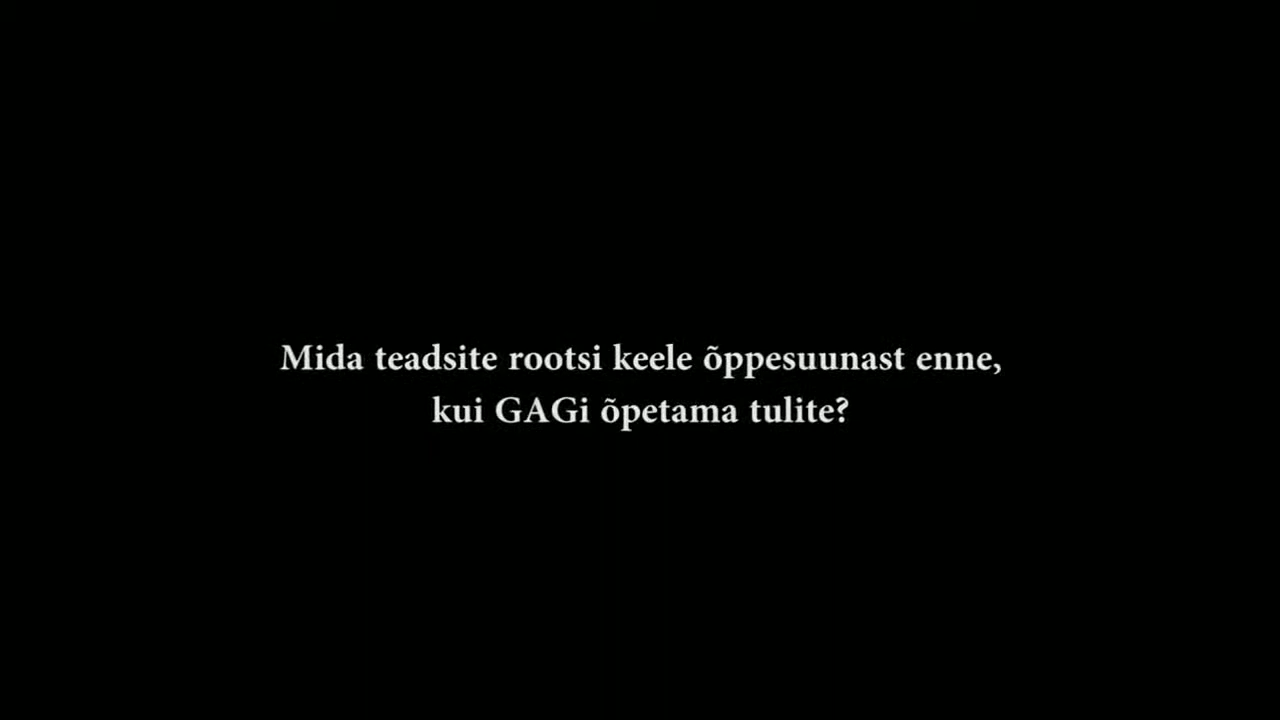 Mida teadsite rootsi keele õppesuunast enne,
kui GAGi õpetama tulite?